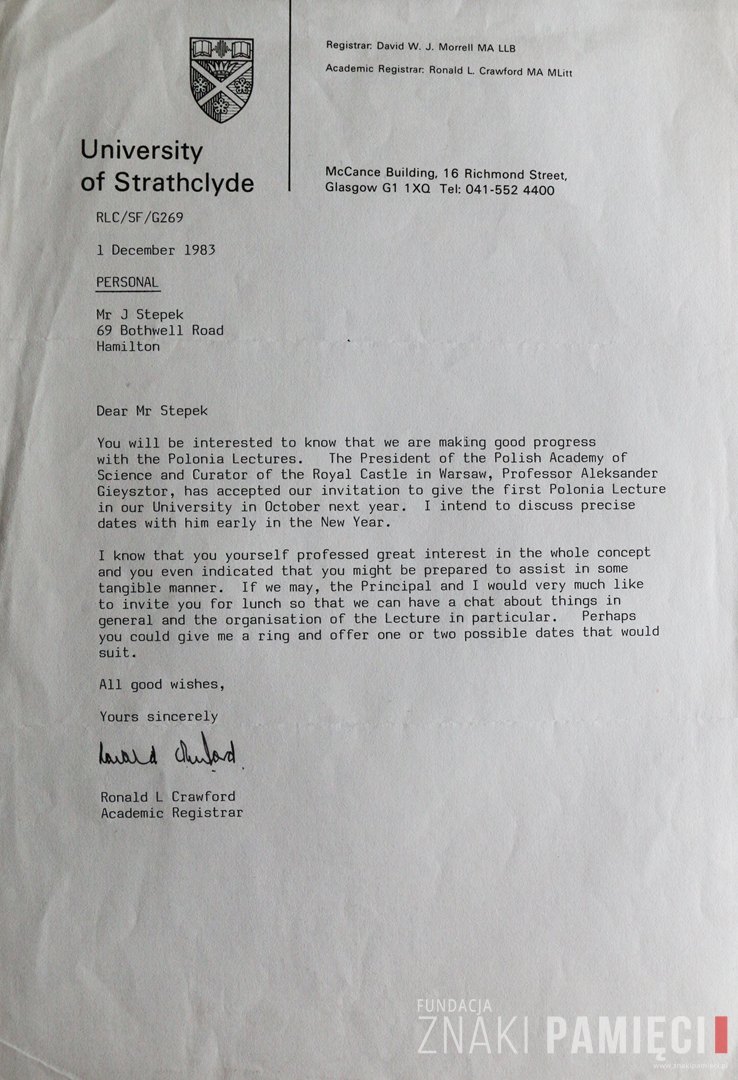 Registrar: David W. J. Morrell MA LLB
Academic Registrar: Ronald L. Crawford MA MLitt
University
of Strathclyde
McCance Building, 16 Richmond Street,
Glasgow G1 1XQ Tel: 041-552 4400
RLC/SF/G269
1 December 1983
PERSONAL
Mr J Stepek
69 Bothwell Road
Hamilton
Dear Mr Stepek
You will be interested to know that we are making good progress
with the Polonia Lectures. The President of the Polish Academy of
Science and Curator of the Royal Castle in Warsaw, Professor Aleksander
Gieysztor, has accepted our invitation to give the first Polonia Lecture
in our University in October next year. I intend to discuss precise
dates with him early in the New Year.
I know that you yourself professed great interest in the whole concept
and you even indicated that you might be prepared to assist in some
tangible manner. If we may, the Principal and I would very much like
to invite you for lunch so that we can have a chat about things in
general and the organisation of the Lecture in particular. Perhaps
you could give me a ring and offer one or two possible dates that would
suit.
All good wishes,
Yours sincerely
Ronald Crawford
Ronald L Crawford
Academic Registrar
FUNDACJA
ZNAKI PAMIĘCI
www.znakipamieci.pl